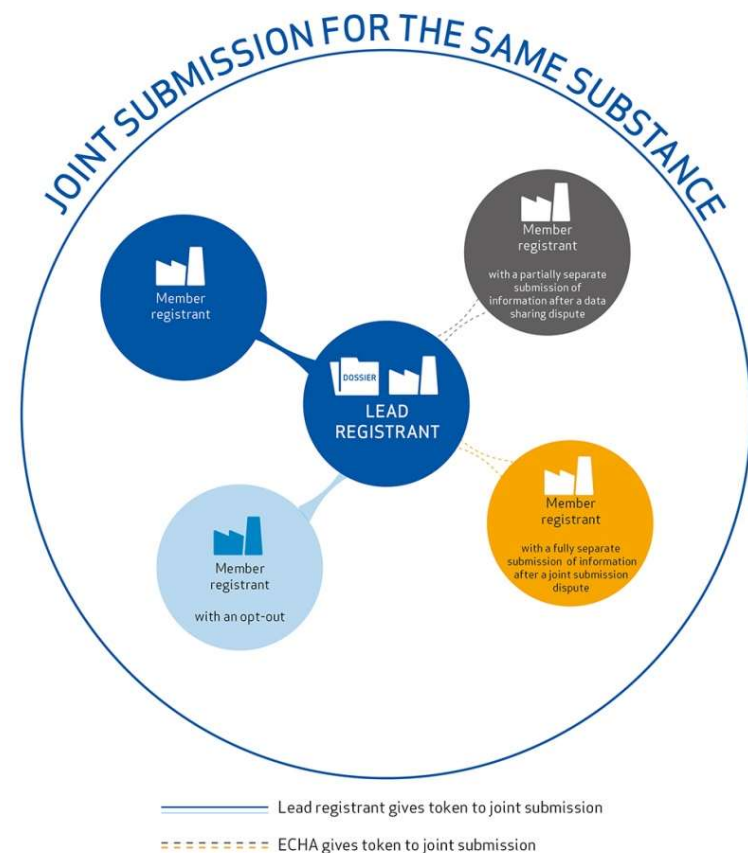 JOINT SUBMISSION FOR THE SAME SUBSTANCE
Member
registrant
with a partially separate
submission of
information after a data
sharing dispute
Member
registrant
DOSSIER
LEAD
REGISTRANT
Member
registrant
with a fully separate
submission of information
after a joint submission
dispute
Member
registrant
with an opt-out
Lead registrant gives token to joint submission
ECHA gives token to joint submission